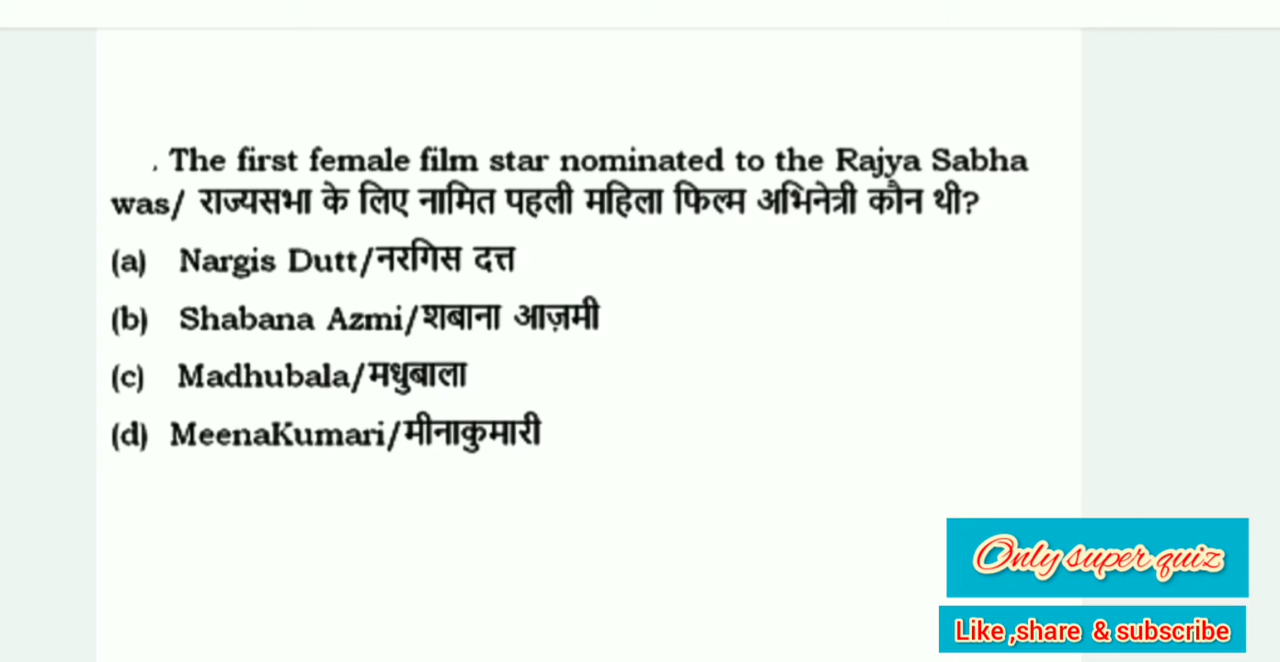 . The first female film star nominated to the Rajya Sabha
was/ राज्यसभा के लिए नामित पहली महिला फिल्म अभिनेत्री कौन थी?
(a) Nargis Dutt/नरगिस दत्त
(b) Shabana Azmi/शबाना आज़मी
(c) Madhubala/मधुबाला
(d) MeenaKumari/मीनाकुमारी
Only super quiz
Like ,share & subscribe